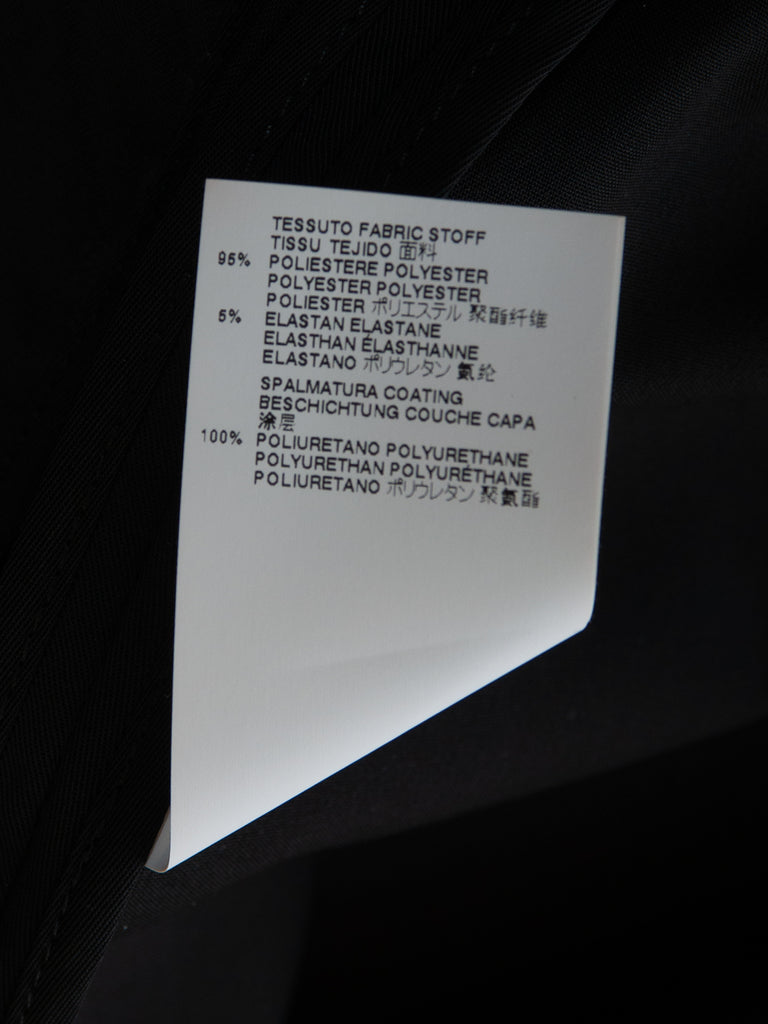 TESSUTO FABRIC STOFF
TISSU TEJIDO 面料
95% POLIESTERE POLYESTER
POLYESTER POLYESTER
POLIESTER ポリエステル 聚酯纤维
5% ELASTAN ELASTANE
ELASTHAN ÉLASTHANNE
ELASTANO ポリウレタン 氨纶
SPALMATURA COATING
BESCHICHTUNG COUCHE CAPA
涂层
100% POLIURETANO POLYURETHANE
POLYURETHAN POLYURÉTHANE
POLIURETANO ポリウレタン 聚氨酯